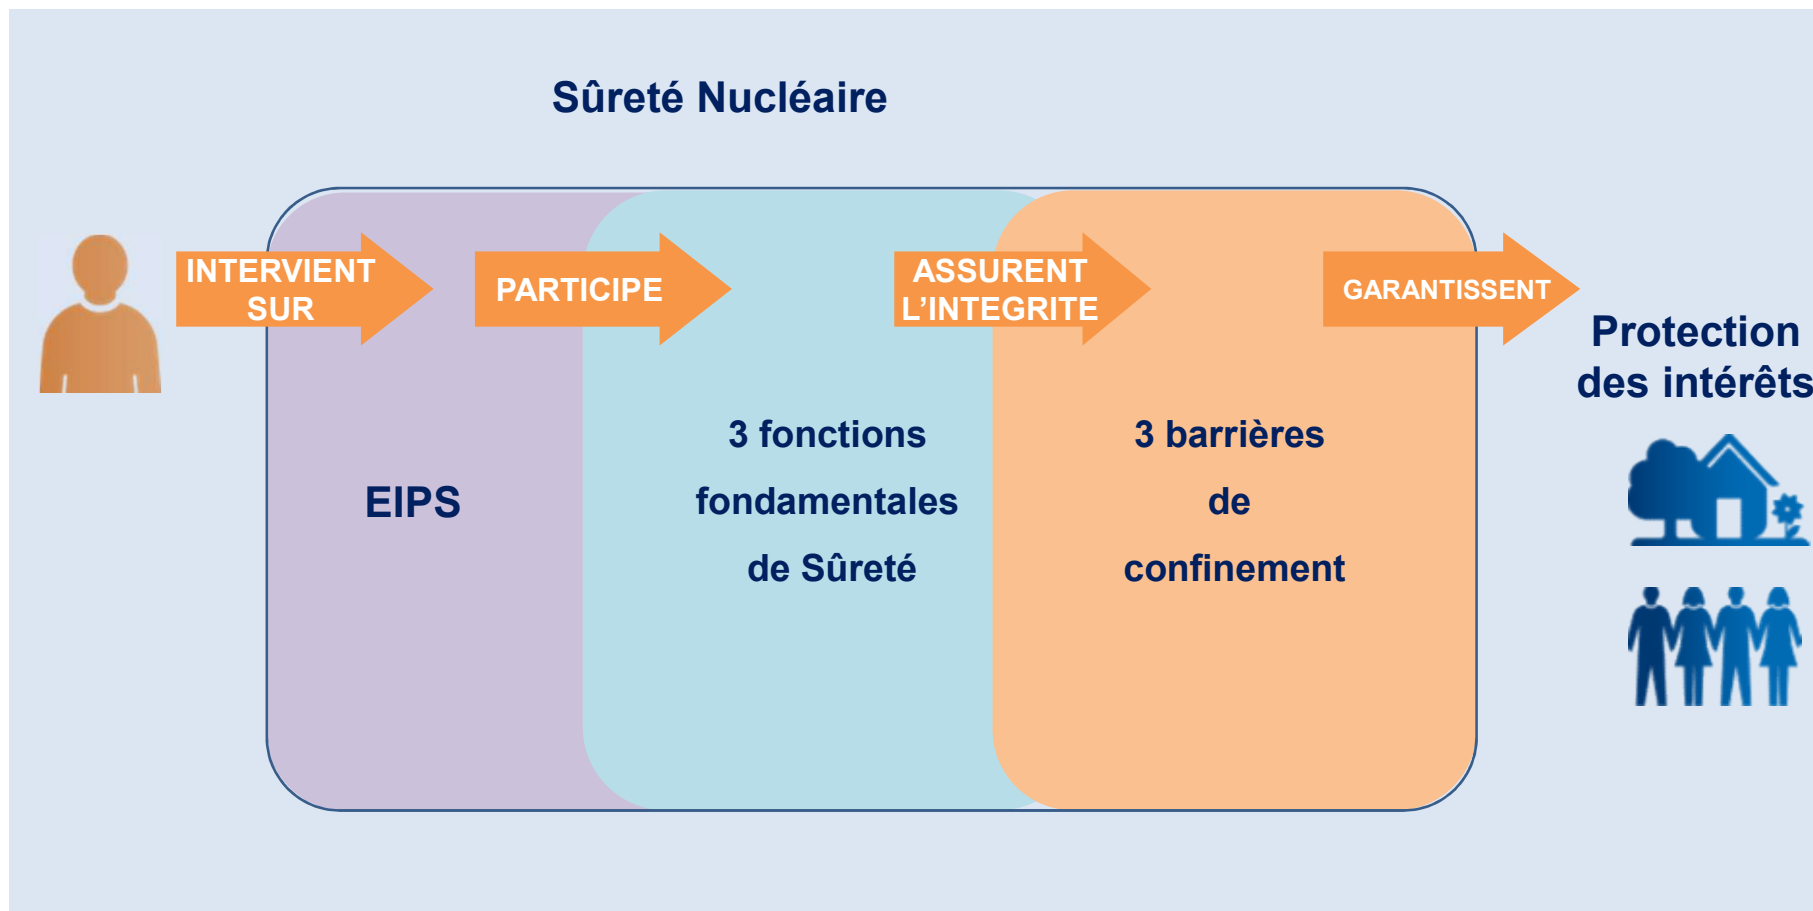 Sûreté Nucléaire
INTERVIENT
SUR
PARTICIPE
ASSURENT
L’INTEGRITE
GARANTISSENT
Protection
des intérêts
EIPS
3 fonctions
fondamentales
de Sûreté
3 barrières
de
confinement